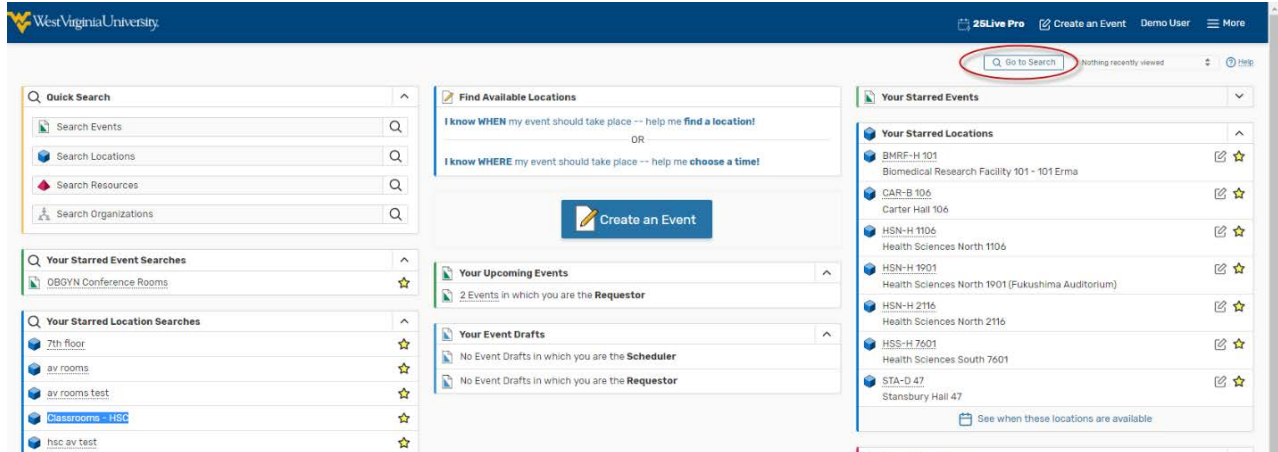 West Virginia University.
25Live Pro Create an Event Demo User More
Go to Search Nothing recently viewed Help
Quick Search
Search Events
Search Locations
Search Resources
Search Organizations
Your Starred Event Searches
OBGYN Conference Rooms
Your Starred Location Searches
7th floor
av rooms
av rooms test
Classrooms - HSC
hsc av test
Find Available Locations
I know WHEN my event should take place -- help me find a location!
OR
I know WHERE my event should take place -- help me choose a time!
Create an Event
Your Upcoming Events
2 Events in which you are the Requestor
Your Event Drafts
No Event Drafts in which you are the Scheduler
No Event Drafts in which you are the Requestor
Your Starred Events
Your Starred Locations
BMRF-H 101
Biomedical Research Facility 101 - 101 Erma
CAR-B 106
Carter Hall 106
HSN-H 1106
Health Sciences North 1106
HSN-H 1901
Health Sciences North 1901 (Fukushima Auditorium)
HSN-H 2116
Health Sciences North 2116
HSS-H 7601
Health Sciences South 7601
STA-D 47
Stansbury Hall 47
See when these locations are available